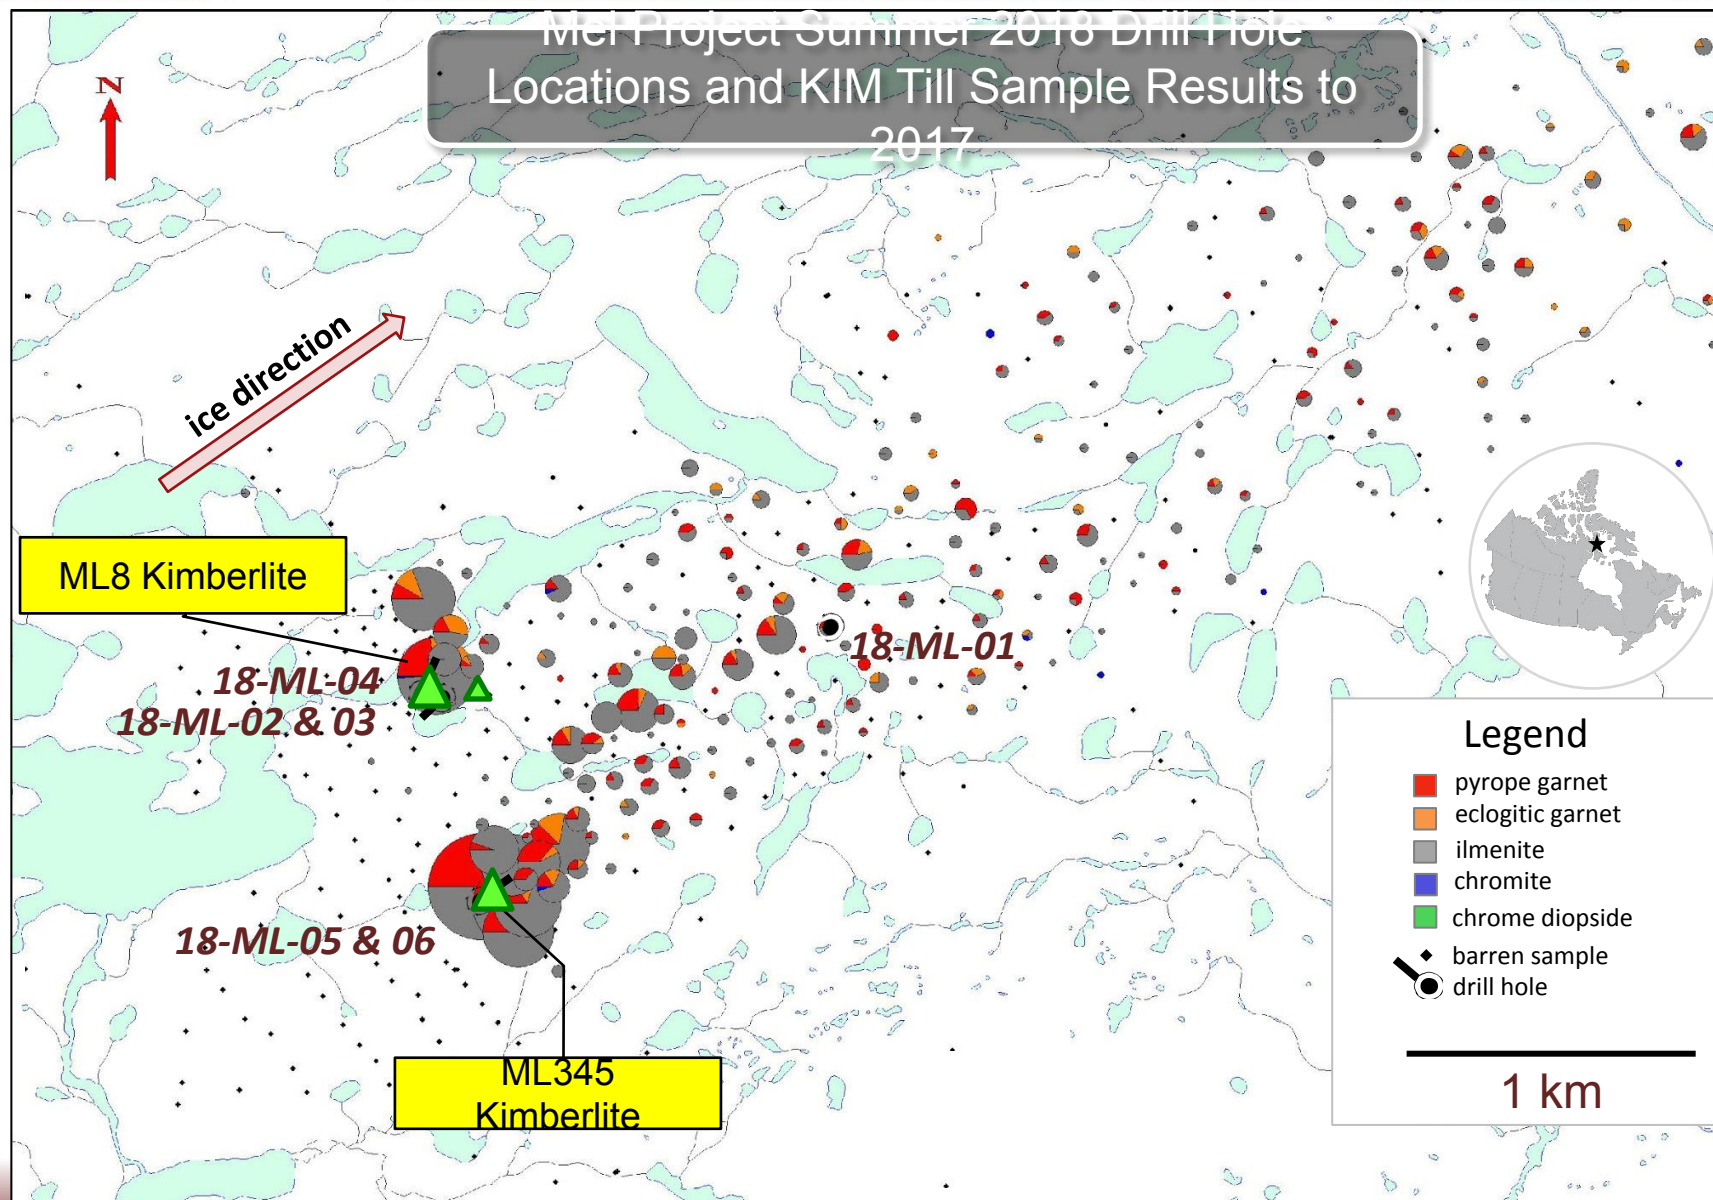 Mel Project Summer 2018 Drill Hole
Locations and KIM Till Sample Results to
2017
N
ice direction
ML8 Kimberlite
18-ML-04
18-ML-02 & 03
18-ML-01
18-ML-05 & 06
ML345
Kimberlite
Legend
pyrope garnet
eclogitic garnet
ilmenite
chromite
chrome diopside
barren sample
drill hole
1 km